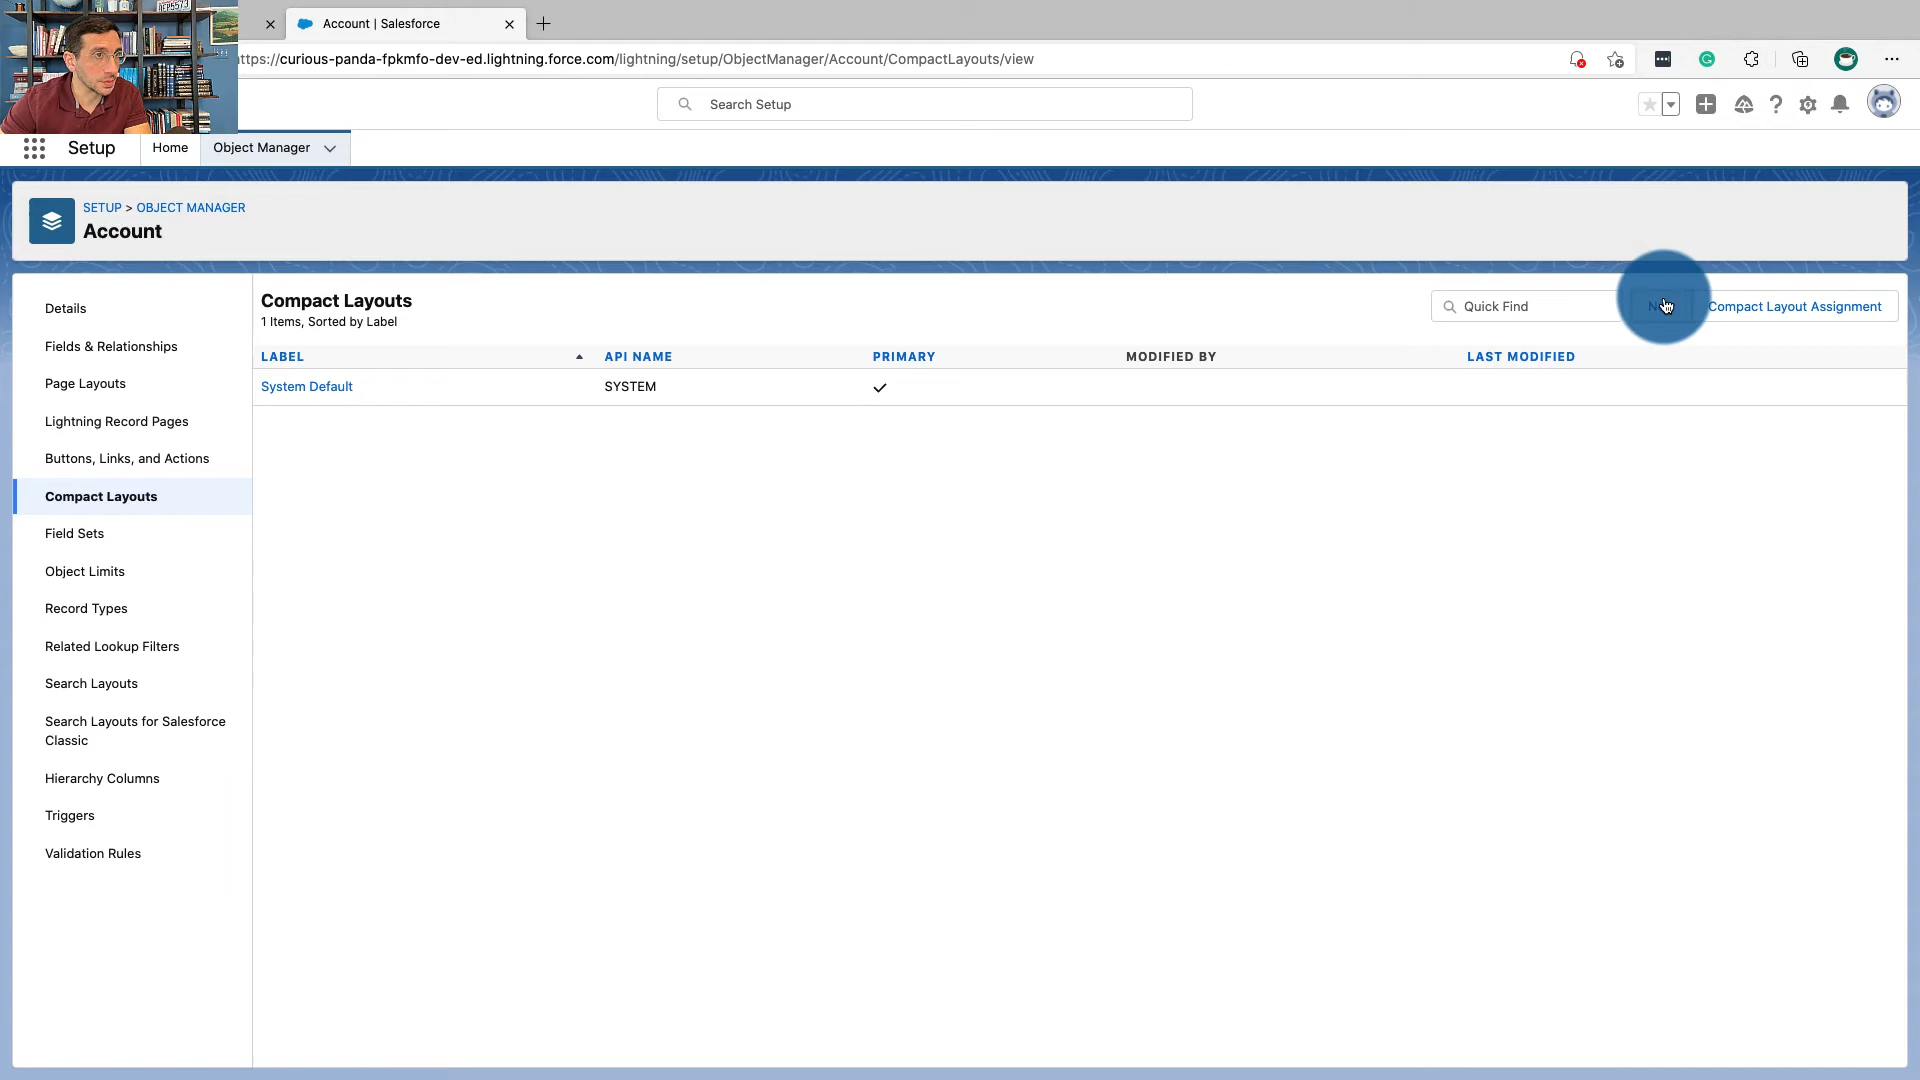 Account | Salesforce
ttps://curious-panda-fpkmfo-dev-ed.lightning.force.com/lightning/setup/ObjectManager/Account/CompactLayouts/view
Search Setup
Setup
Home
Object Manager
SETUP > OBJECT MANAGER
Account
Details
Fields & Relationships
Page Layouts
Lightning Record Pages
Buttons, Links, and Actions
Compact Layouts
Field Sets
Object Limits
Record Types
Related Lookup Filters
Search Layouts
Search Layouts for Salesforce
Classic
Hierarchy Columns
Triggers
Validation Rules
Compact Layouts
1 Items, Sorted by Label
Quick Find
Compact Layout Assignment
LABEL API NAME PRIMARY MODIFIED BY LAST MODIFIED
System Default SYSTEM